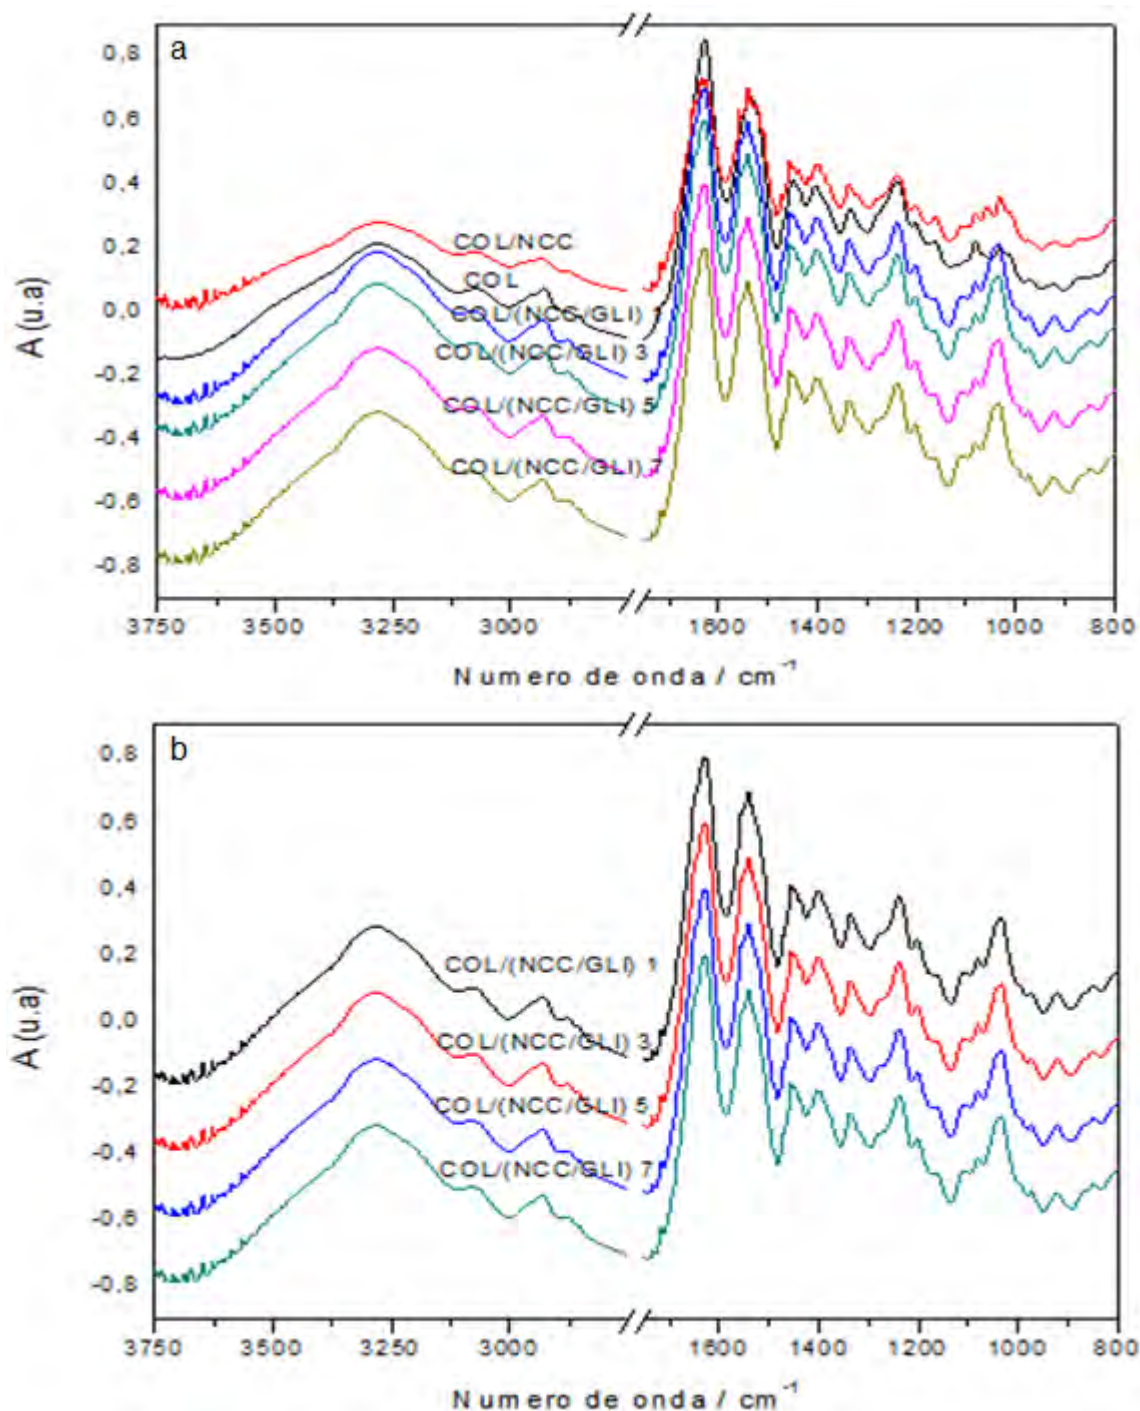 a
0,8
0,6
0,4
0,2
0,0
-0,2
-0,4
-0,6
-0,8
A (u.a)
COL/NCC
COL
COL/(NCC/GLI) 1
COL/(NCC/GLI) 3
COL/(NCC/GLI) 5
COL/(NCC/GLI) 7
3750 3500 3250 3000 1600 1400 1200 1000 800
Numero de onda / cm⁻¹
b
0,8
0,6
0,4
0,2
0,0
-0,2
-0,4
-0,6
-0,8
A (u.a)
COL/(NCC/GLI) 1
COL/(NCC/GLI) 3
COL/(NCC/GLI) 5
COL/(NCC/GLI) 7
3750 3500 3250 3000 1600 1400 1200 1000 800
Numero de onda / cm⁻¹